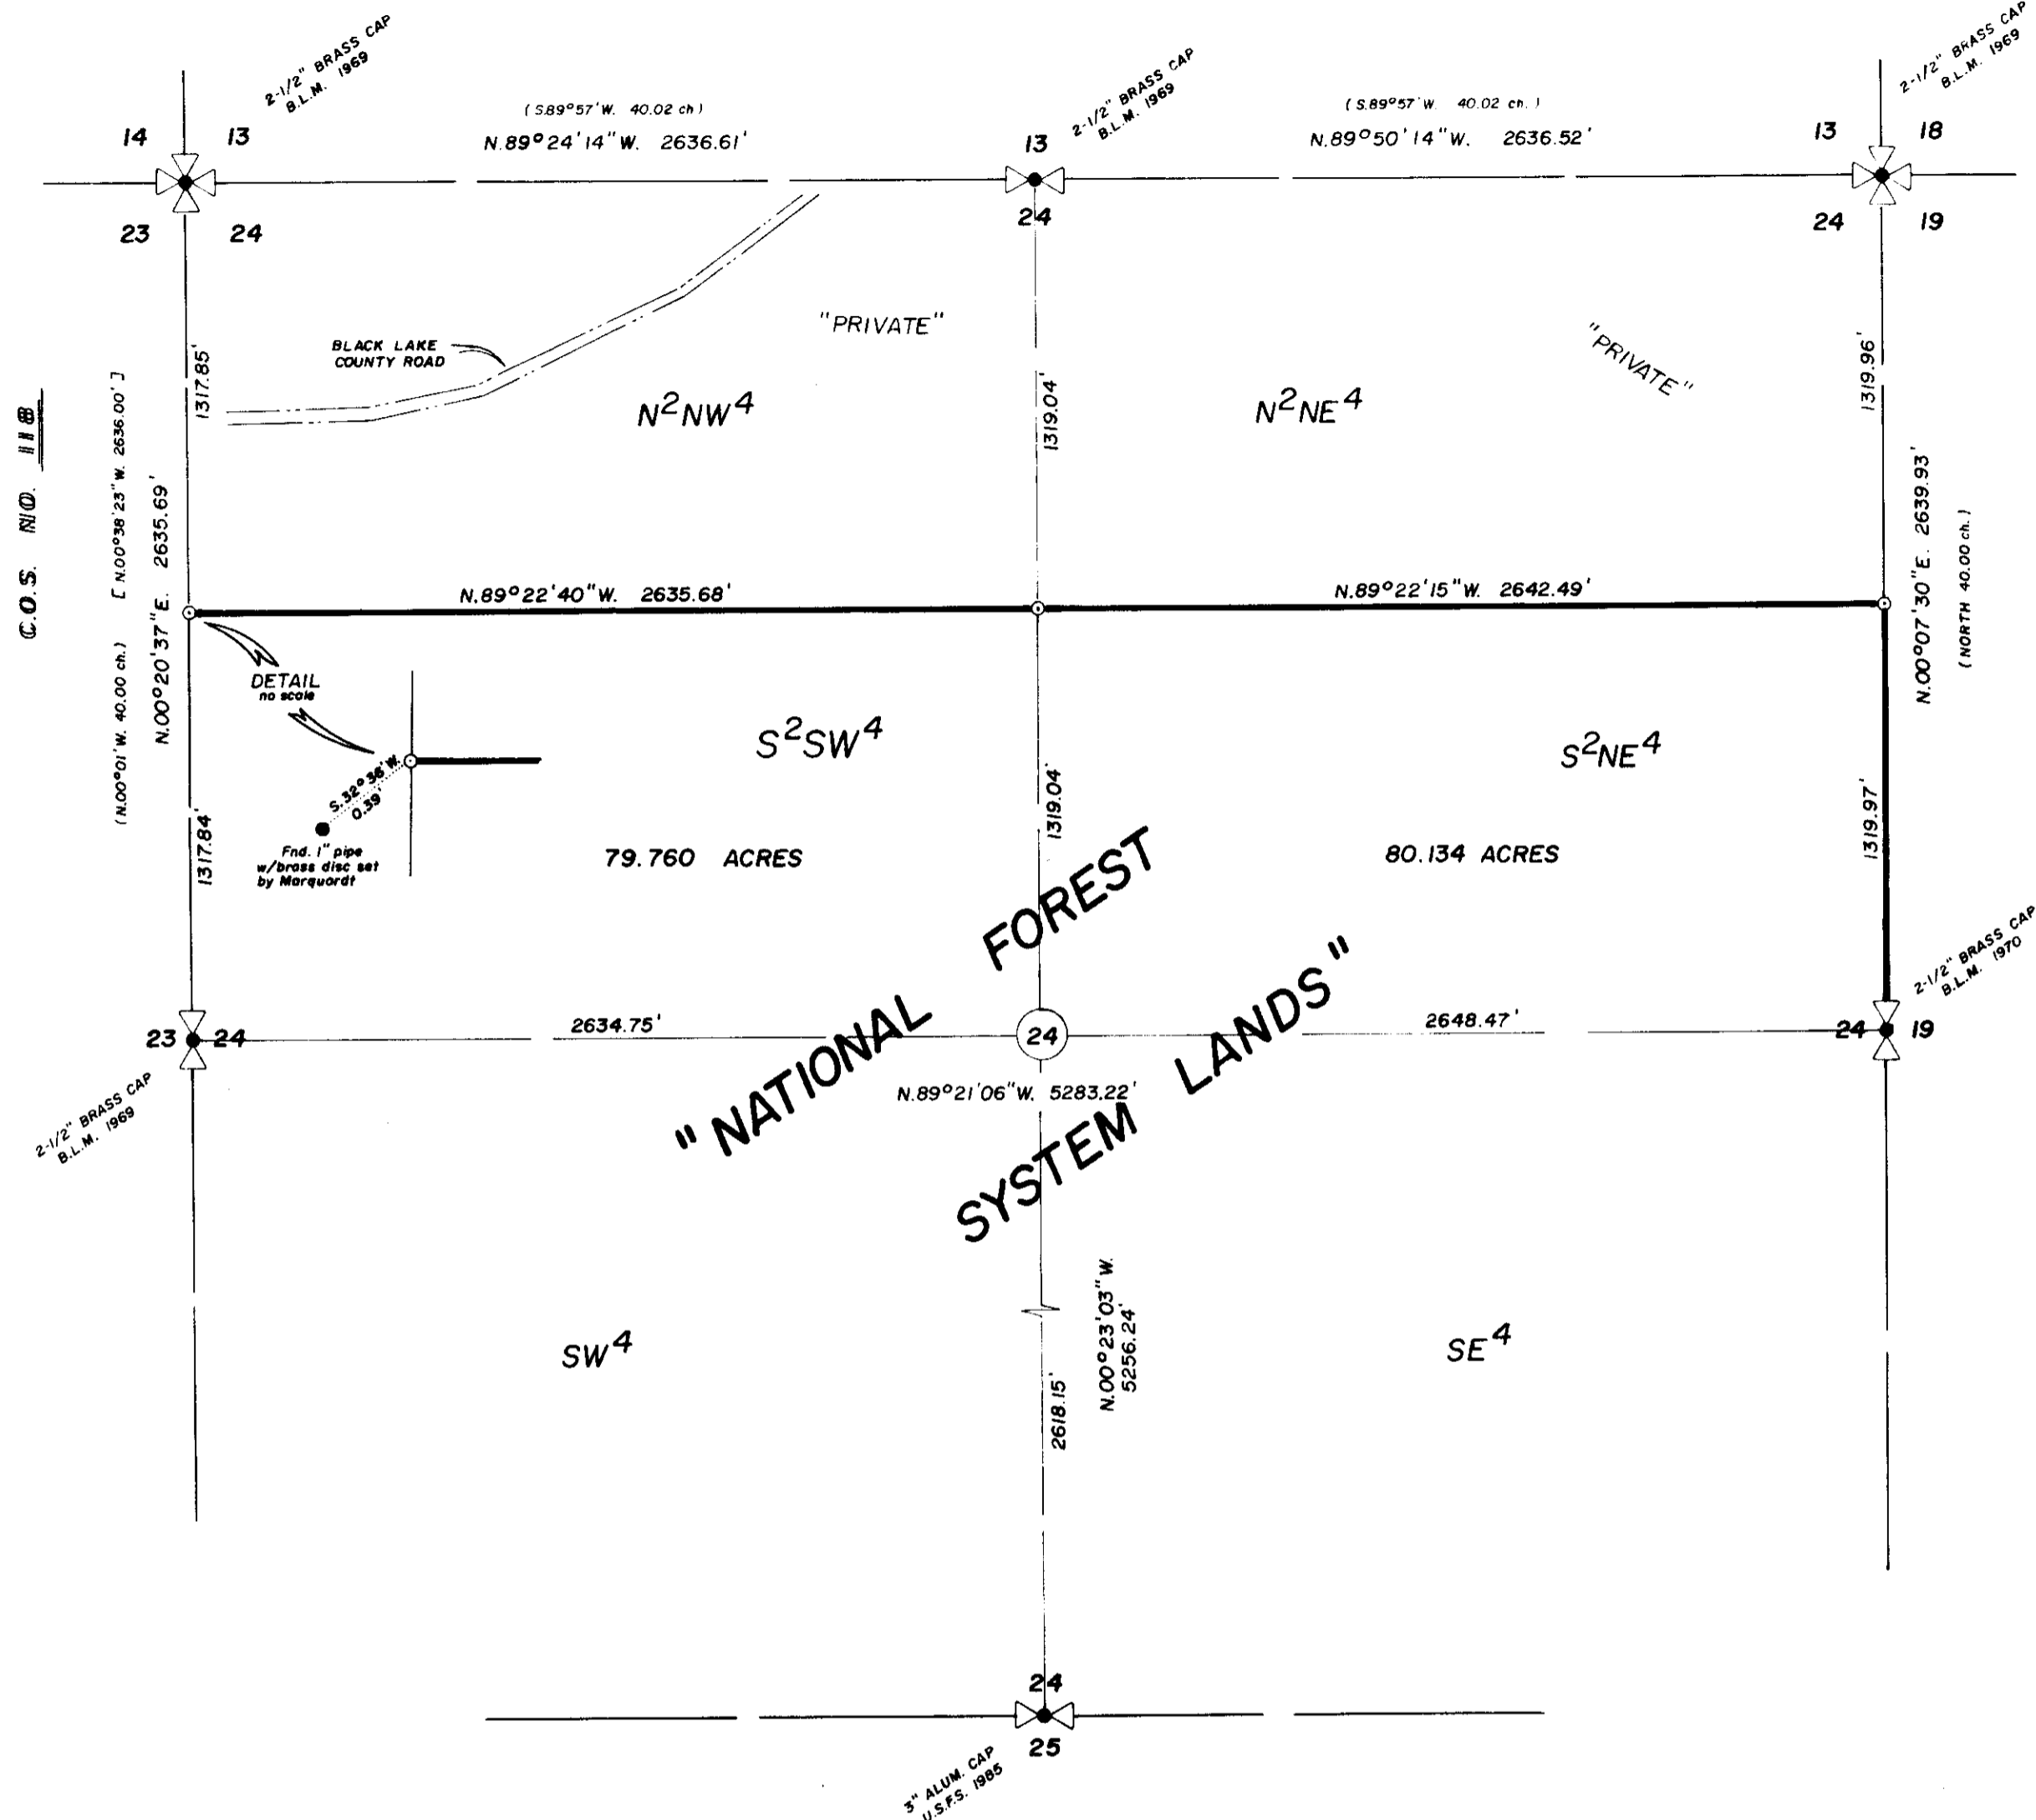 2-1/2" BRASS CAP
B.L.M. 1969
2-1/2" BRASS CAP
B.L.M. 1969
2-1/2" BRASS CAP
B.L.M. 1969
( S.89°57'W. 40.02 ch )
N.89°24'14"W. 2636.61'
( S.89°57'W. 40.02 ch. )
N.89°50'14"W. 2636.52'
14 13
13
13 18
23 24
24
24 19
BLACK LAKE
COUNTY ROAD
"PRIVATE"
"PRIVATE"
N2NW4
N2NE4
1317.85'
1319.04'
1319.96'
C.O.S. NO. 118
(N.00°01'W. 40.00 ch.) [ N.00°38'23"W. 2636.00' ]
N.00°20'37"E. 2635.69'
N.00°07'30"E. 2639.93'
(NORTH 40.00 ch.)
N.89°22'40"W. 2635.68'
N.89°22'15"W. 2642.49'
DETAIL
no scale
S.32°36'W.
0.39'
Fnd. 1" pipe
w/brass disc set
by Marquardt
S2SW4
S2NE4
1317.84'
1319.04'
1319.97'
79.760 ACRES
80.134 ACRES
2-1/2" BRASS CAP
B.L.M. 1970
23 24
2634.75'
24
2648.47'
24 19
N.89°21'06"W. 5283.22'
2-1/2" BRASS CAP
B.L.M. 1969
"NATIONAL FOREST
SYSTEM LANDS"
SW4
SE4
N.00°23'03"W.
5256.24'
2618.15'
24
25
3" ALUM. CAP
U.S.F.S. 1985